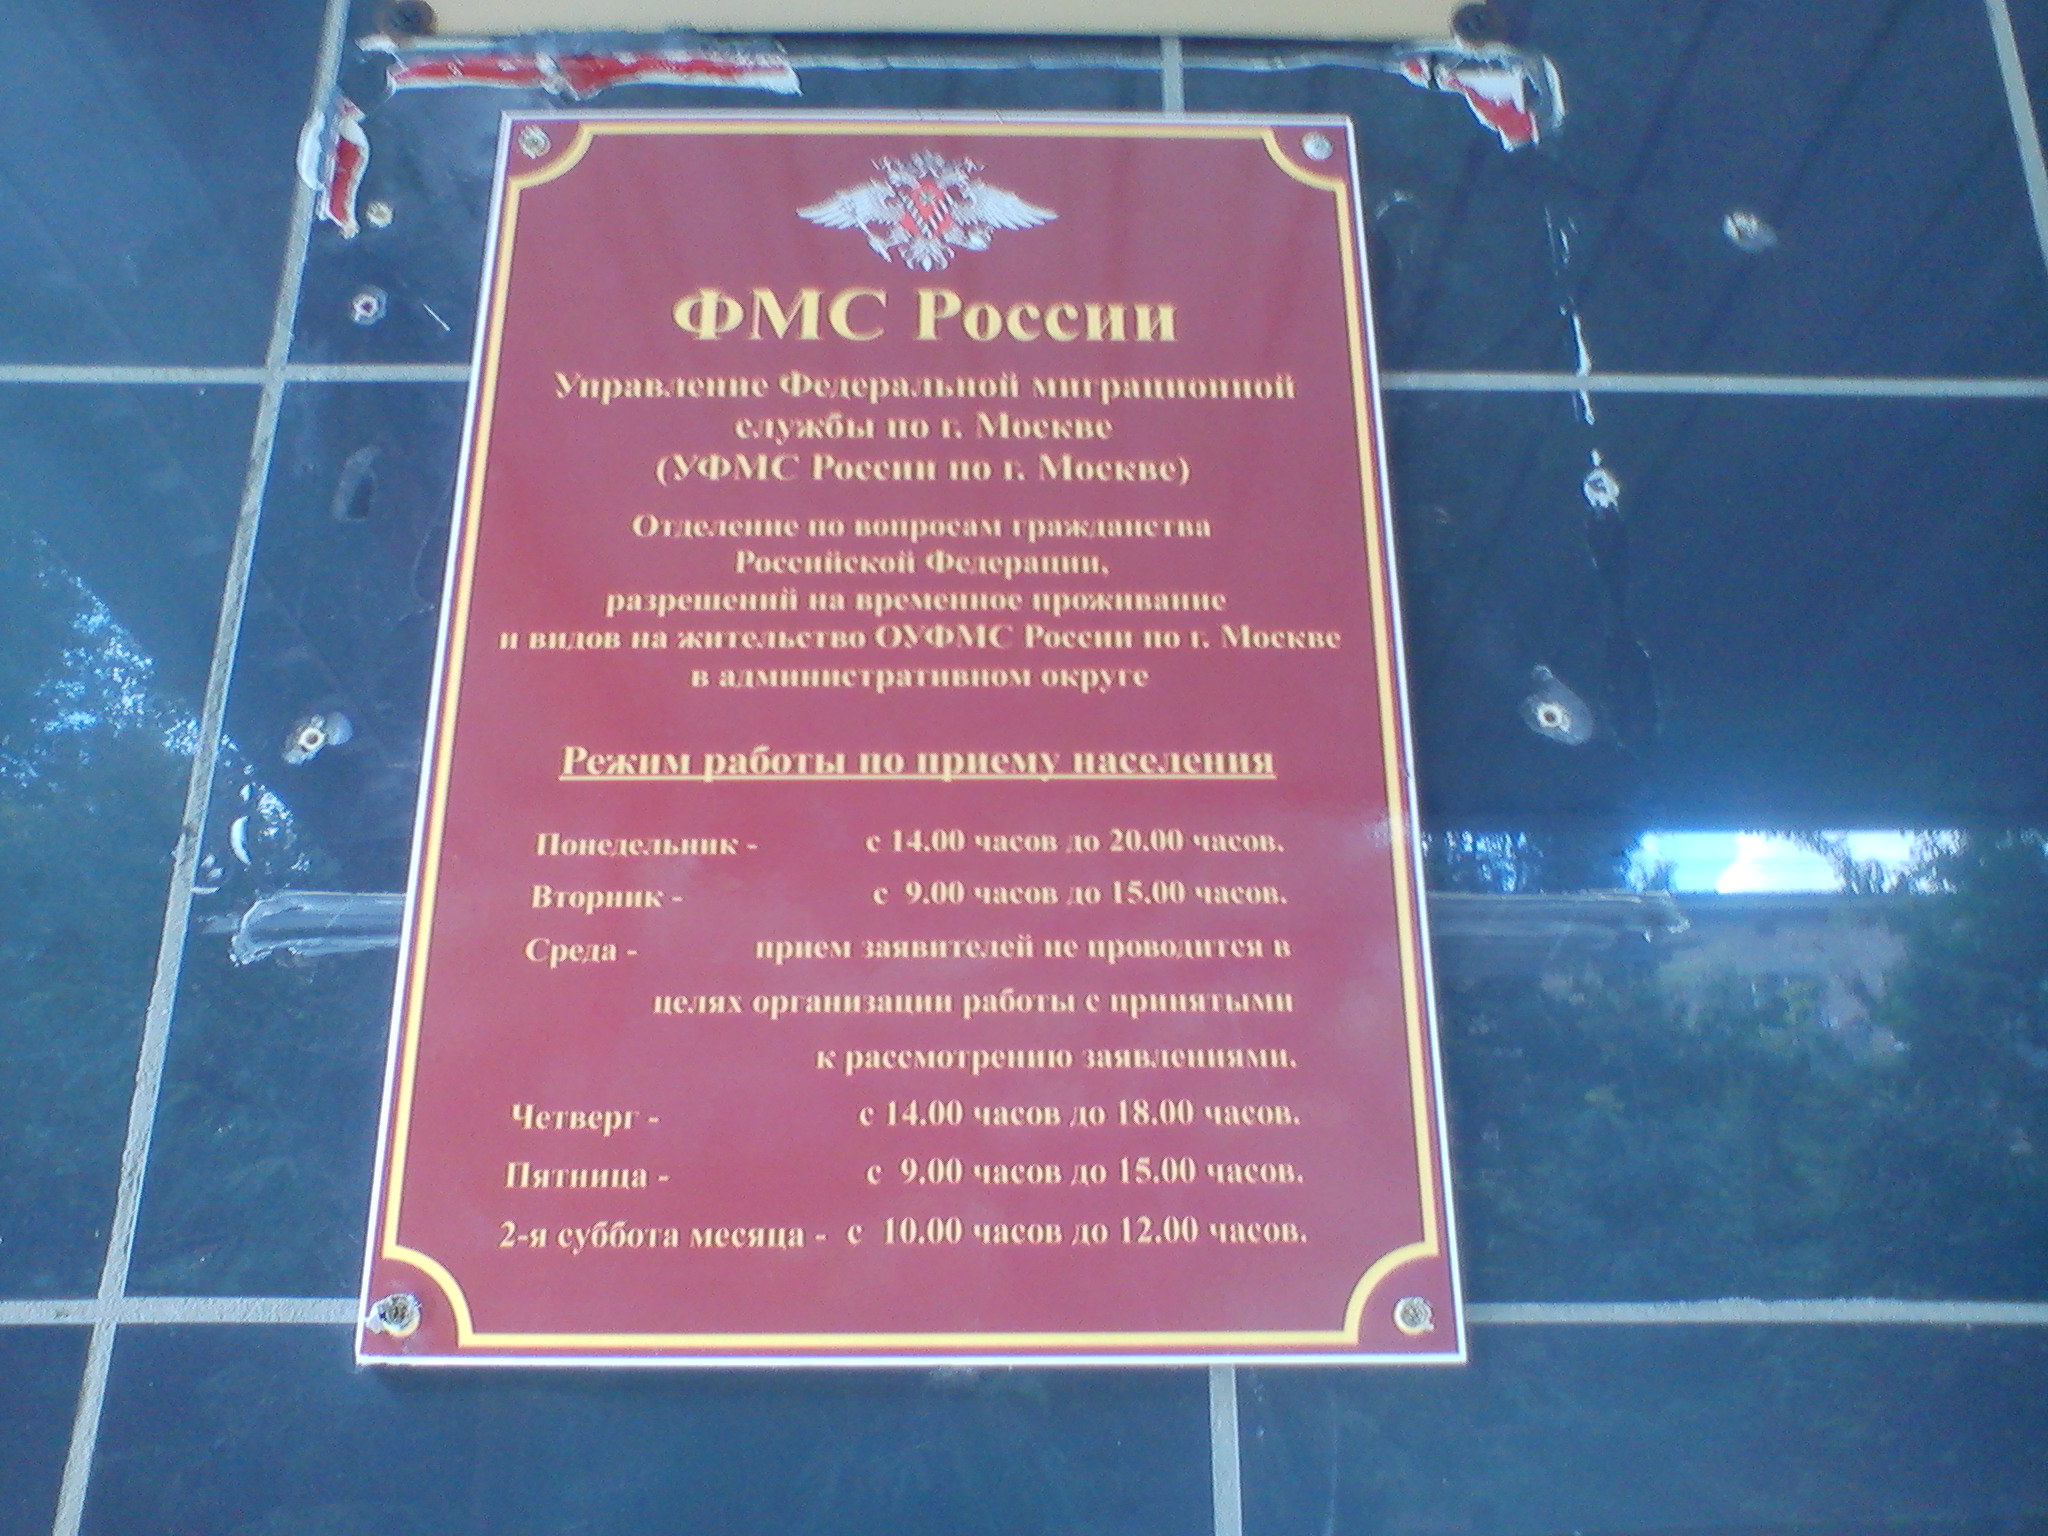 ФМС России
Управление Федеральной миграционной
службы по г. Москве
(УФМС России по г. Москве)
Отделение по вопросам гражданства
Российской Федерации,
разрешений на временное проживание
и видов на жительство ОУФМС России по г. Москве
в административном округе
Режим работы по приему населения
Понедельник - с 14.00 часов до 20.00 часов.
Вторник - с 9.00 часов до 15.00 часов.
Среда - прием заявителей не проводится в
целях организации работы с принятыми
к рассмотрению заявлениями.
Четверг - с 14.00 часов до 18.00 часов.
Пятница - с 9.00 часов до 15.00 часов.
2-я суббота месяца - с 10.00 часов до 12.00 часов.